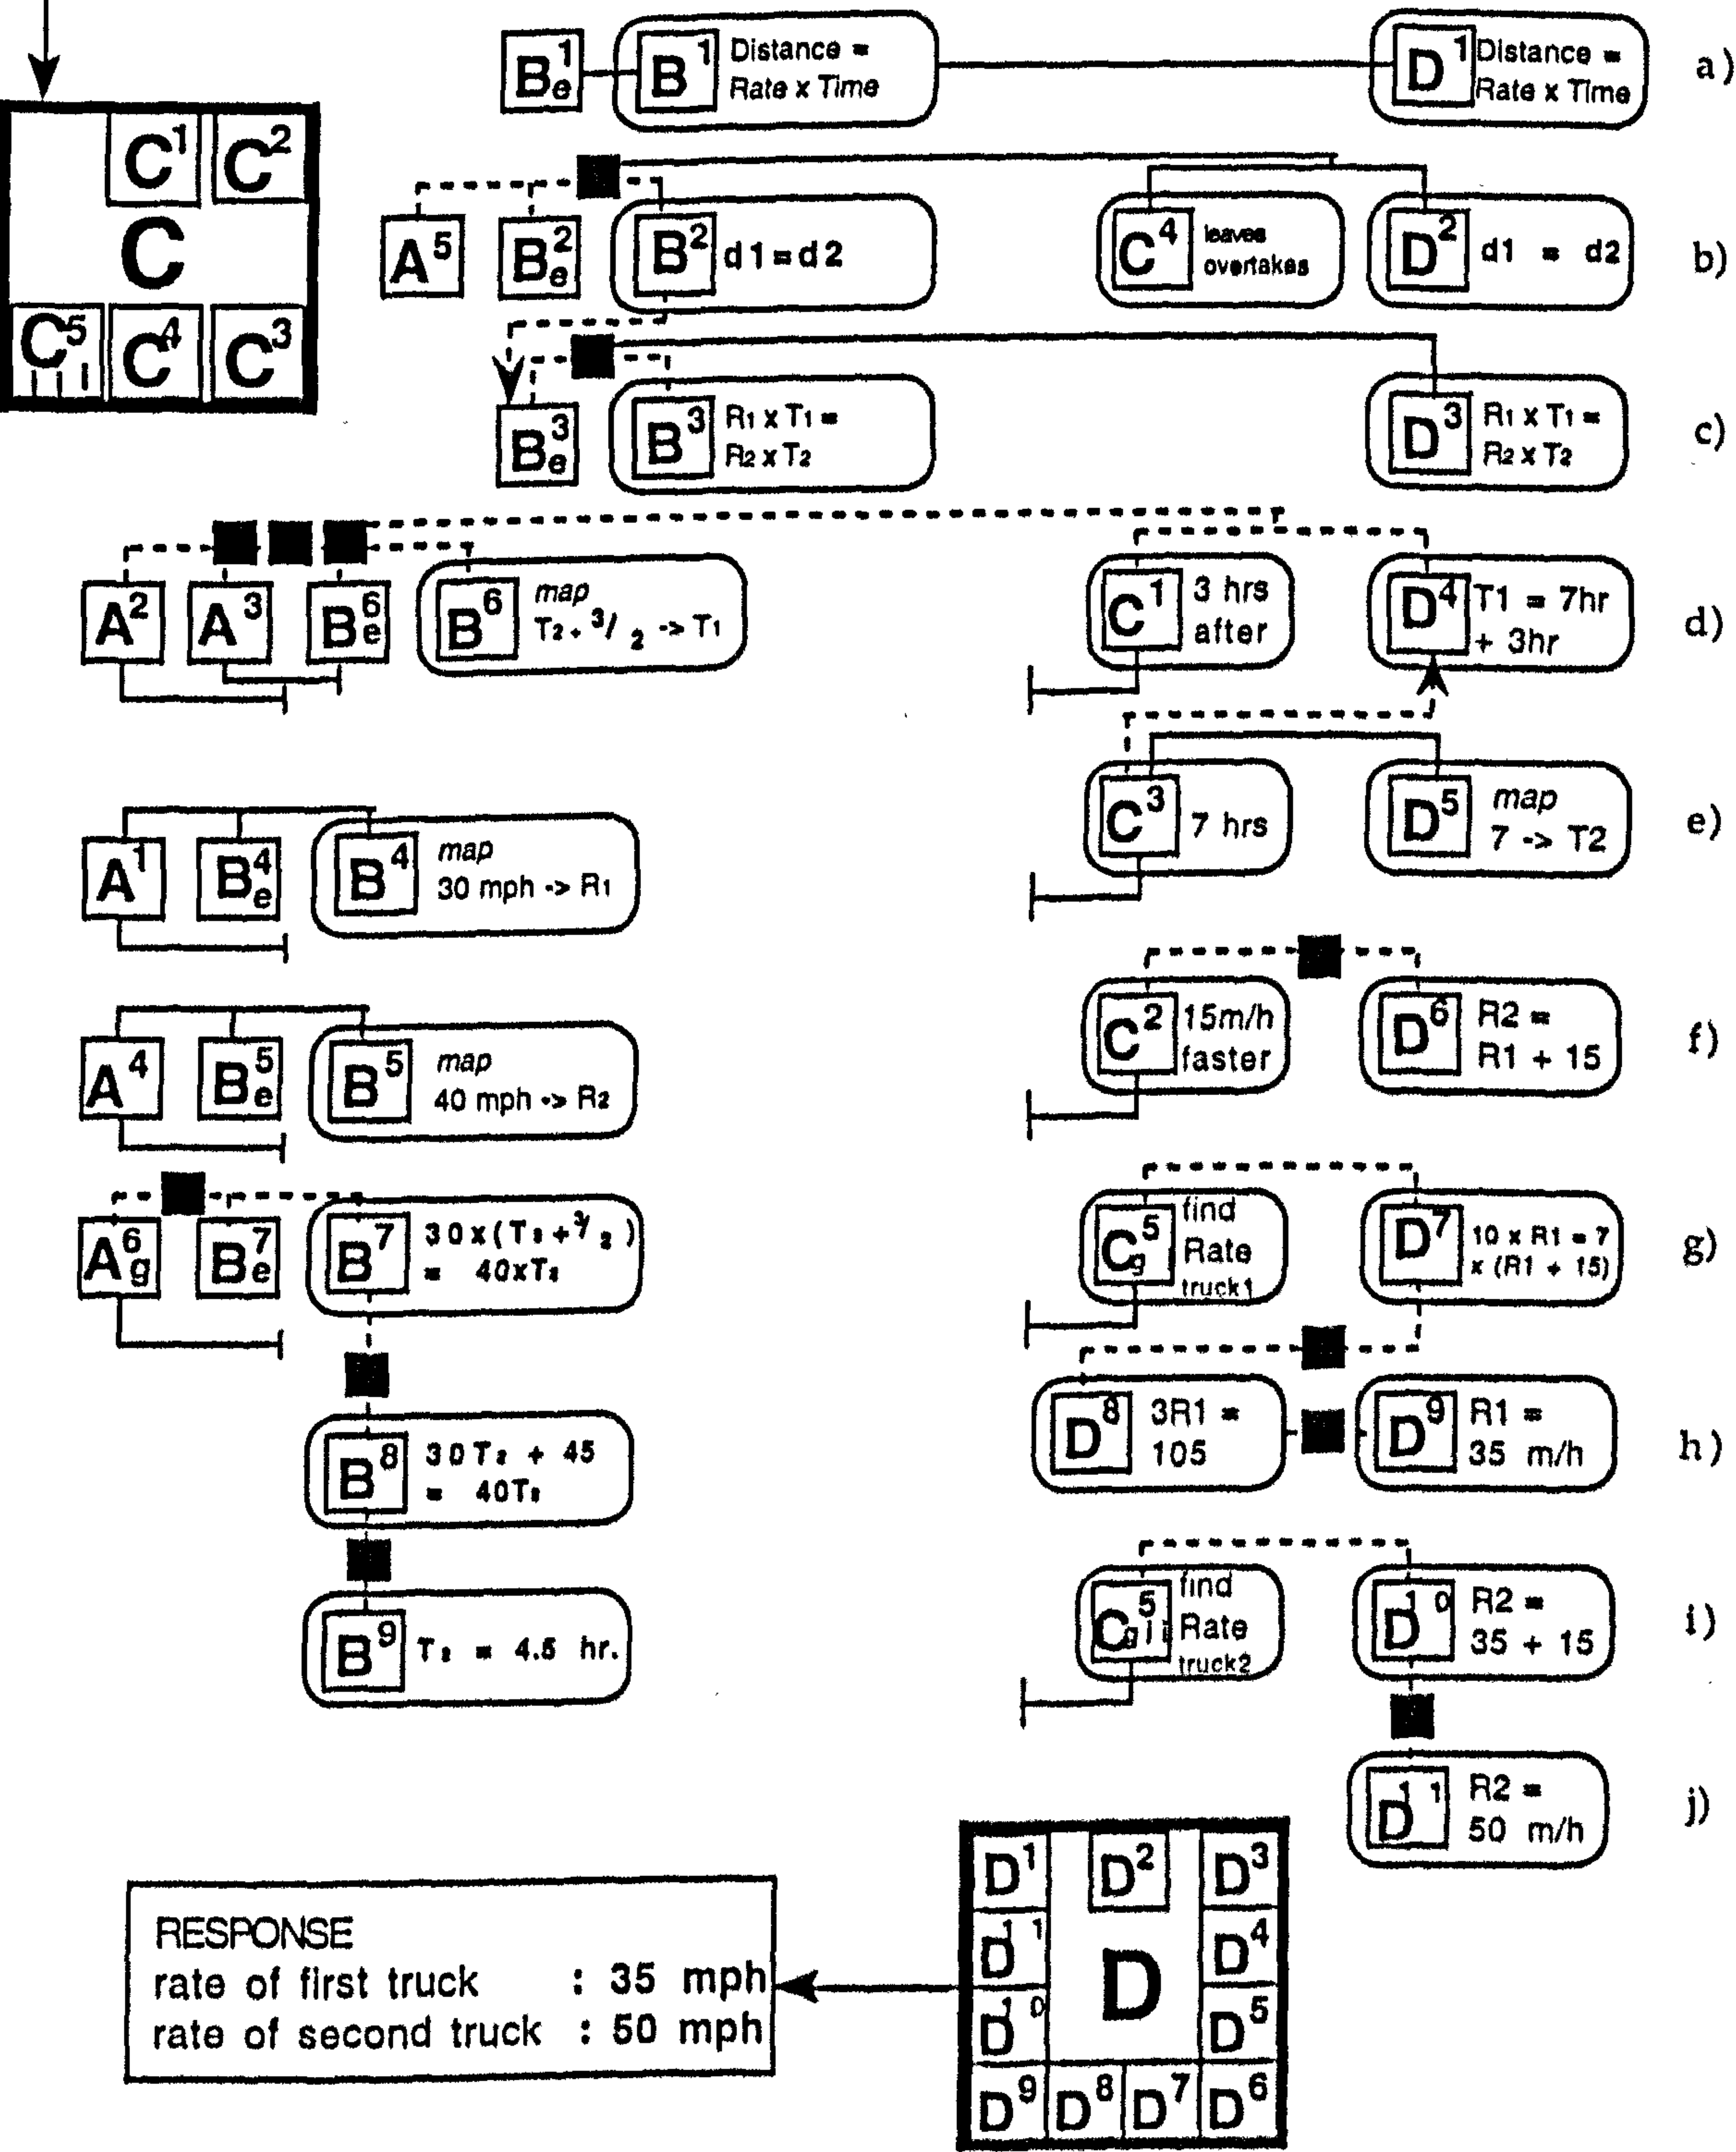 B1e B1 Distance =
Rate x Time
D1 Distance =
Rate x Time
a)
C1 C2
C
C5 C4 C3
A5 B2e B2 d1=d2
C4 leaves
overtakes
D2 d1 = d2
b)
B3e B3 R1 x T1 =
R2 x T2
D3 R1 x T1 =
R2 x T2
c)
A2 A3 B6e B6 map
T2 + 3/2 -> T1
C1 3 hrs
after
D4 T1 = 7hr
+ 3hr
d)
C3 7 hrs
D5 map
7 -> T2
e)
A1 B4e B4 map
30 mph -> R1
C2 15m/h
faster
D6 R2 =
R1 + 15
f)
A4 B5e B5 map
40 mph -> R2
A6g B7e B7 30x(T2+3/2)
= 40xT2
C5g find
Rate
truck1
D7 10 x R1 = 7
x (R1 + 15)
g)
B8 30T2 + 45
= 40T2
D8 3R1 =
105
D9 R1 =
35 m/h
h)
B9 T2 = 4.5 hr.
C5gii find
Rate
truck2
D10 R2 =
35 + 15
i)
D11 R2 =
50 m/h
j)
RESPONSE
rate of first truck : 35 mph
rate of second truck : 50 mph
D1 D2 D3
D11 D D4
D10 D5
D9 D8 D7 D6